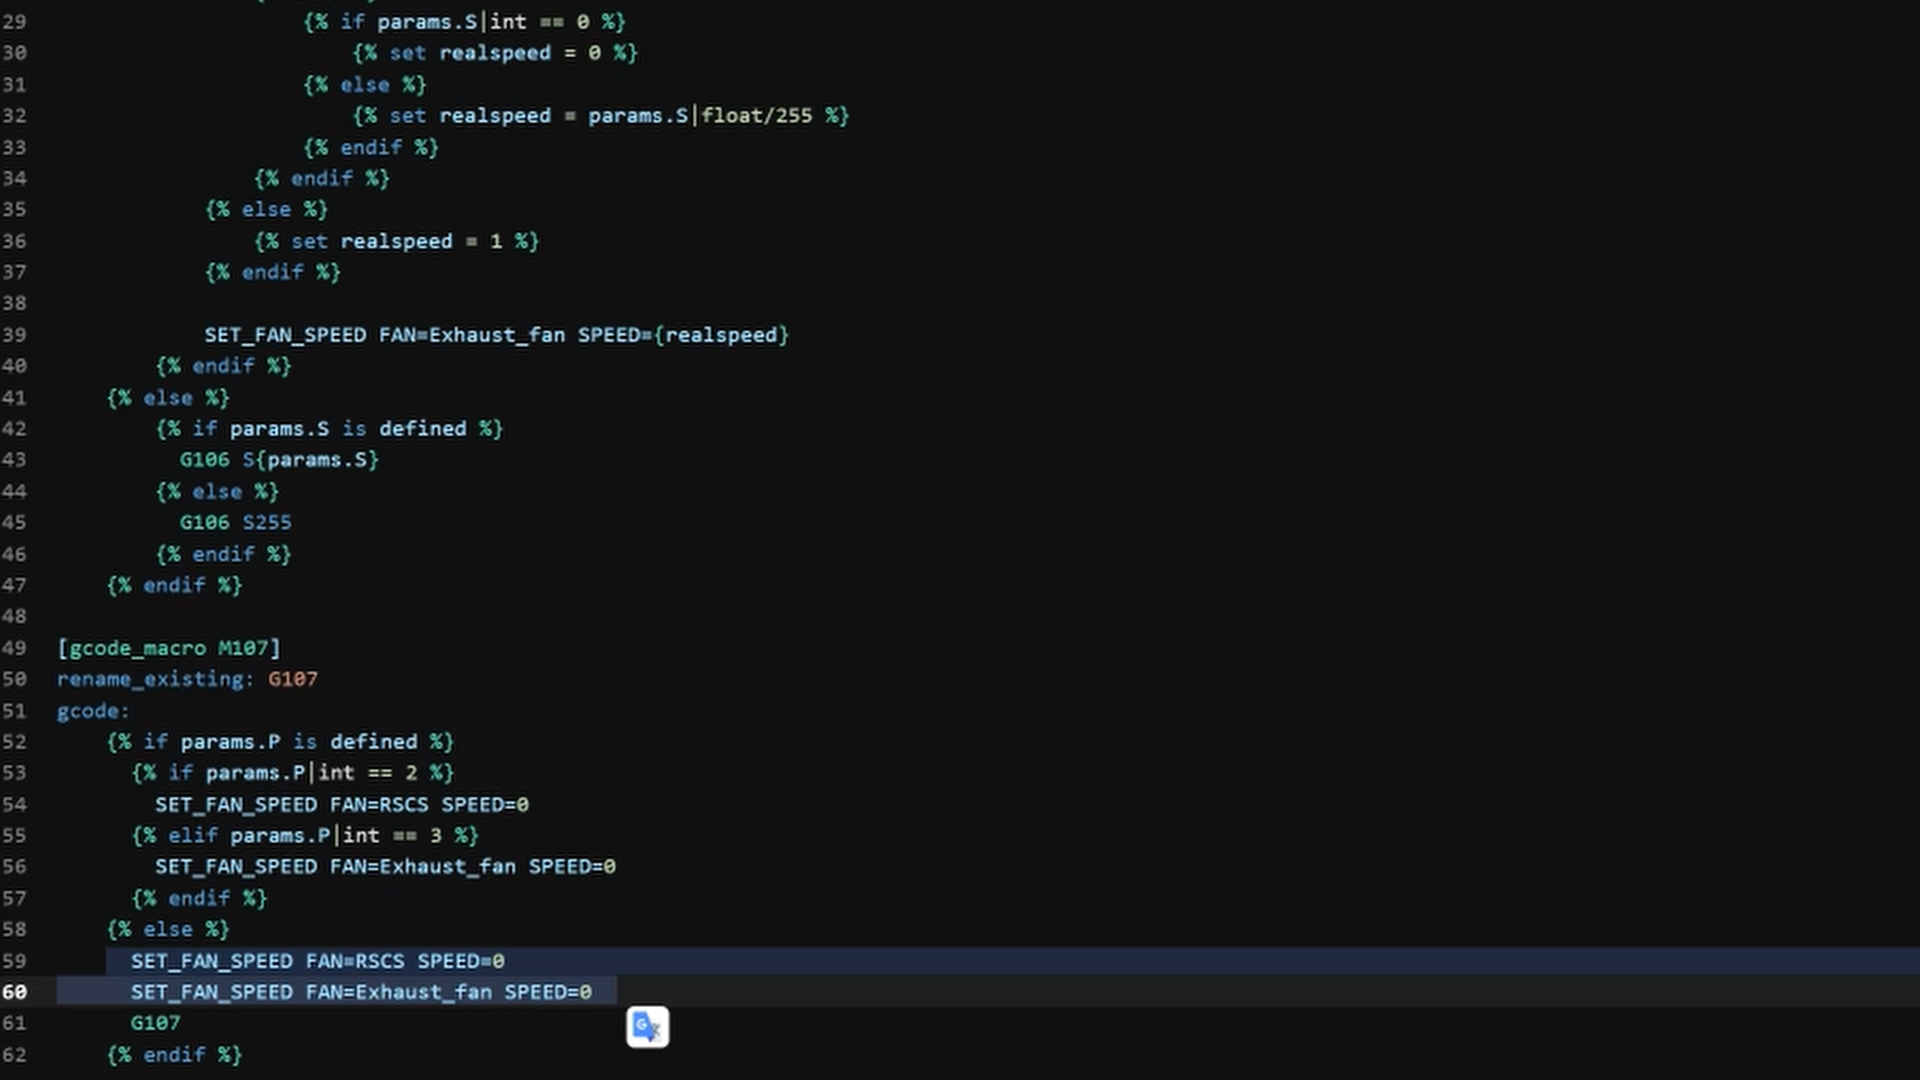 29 {% if params.S|int == 0 %}
30 {% set realspeed = 0 %}
31 {% else %}
32 {% set realspeed = params.S|float/255 %}
33 {% endif %}
34 {% endif %}
35 {% else %}
36 {% set realspeed = 1 %}
37 {% endif %}
38
39 SET_FAN_SPEED FAN=Exhaust_fan SPEED={realspeed}
40 {% endif %}
41 {% else %}
42 {% if params.S is defined %}
43 G106 S{params.S}
44 {% else %}
45 G106 S255
46 {% endif %}
47 {% endif %}
48
49 [gcode_macro M107]
50 rename_existing: G107
51 gcode:
52 {% if params.P is defined %}
53 {% if params.P|int == 2 %}
54 SET_FAN_SPEED FAN=RSCS SPEED=0
55 {% elif params.P|int == 3 %}
56 SET_FAN_SPEED FAN=Exhaust_fan SPEED=0
57 {% endif %}
58 {% else %}
59 SET_FAN_SPEED FAN=RSCS SPEED=0
60 SET_FAN_SPEED FAN=Exhaust_fan SPEED=0
61 G107
62 {% endif %}